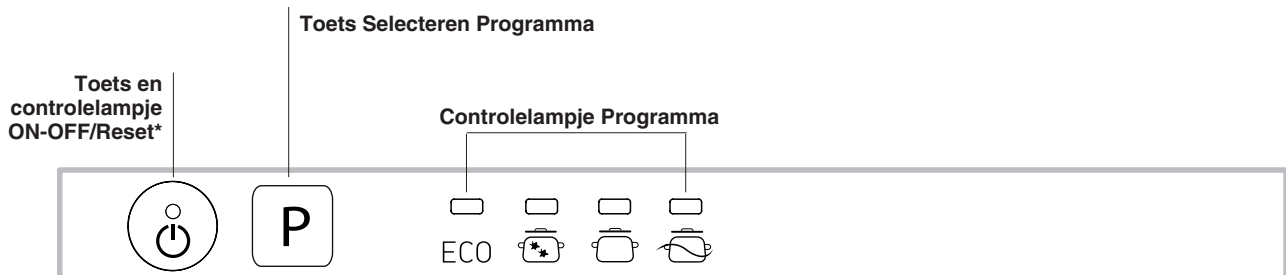 Toets Selecteren Programma
Toets en
controlelampje
ON-OFF/Reset*
Controlelampje Programma
P
ECO